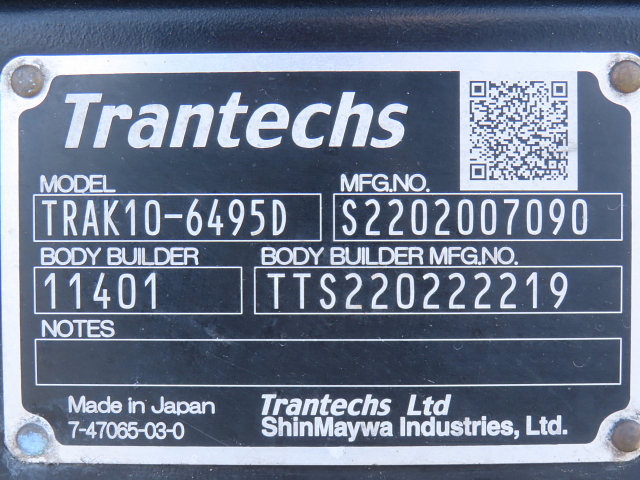 Trantechs
MODEL MFG.NO.
TRAK10-6495D S2202007090
BODY BUILDER BODY BUILDER MFG.NO.
11401 TTS220222219
NOTES
Made in Japan Trantechs Ltd
7-47065-03-0 ShinMaywa Industries, Ltd.